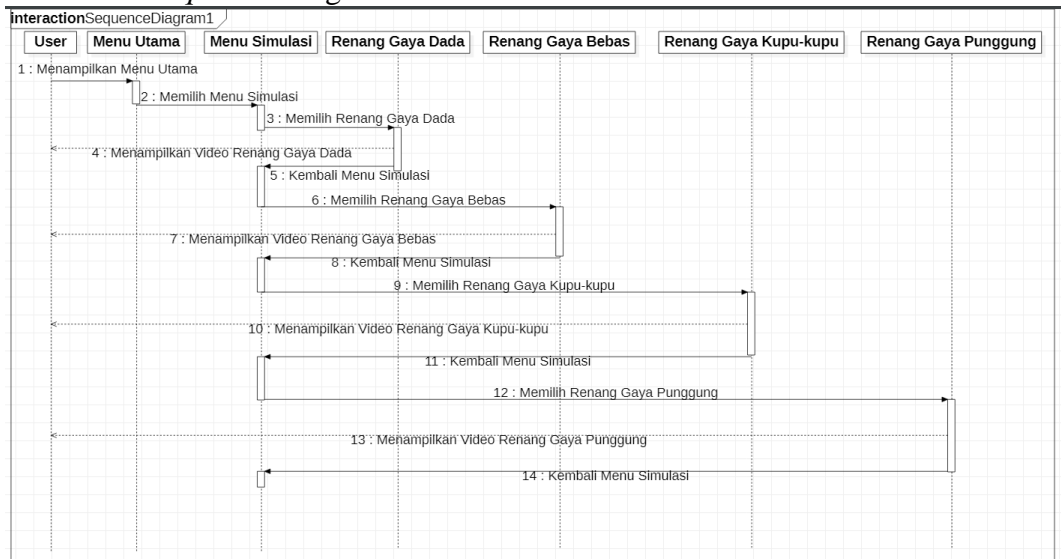 interactionSequenceDiagram1
User
Menu Utama
Menu Simulasi
Renang Gaya Dada
Renang Gaya Bebas
Renang Gaya Kupu-kupu
Renang Gaya Punggung
1 : Menampilkan Menu Utama
2 : Memilih Menu Simulasi
3 : Memilih Renang Gaya Dada
4 : Menampilkan Video Renang Gaya Dada
5 : Kembali Menu Simulasi
6 : Memilih Renang Gaya Bebas
7 : Menampilkan Video Renang Gaya Bebas
8 : Kembali Menu Simulasi
9 : Memilih Renang Gaya Kupu-kupu
10 : Menampilkan Video Renang Gaya Kupu-kupu
11 : Kembali Menu Simulasi
12 : Memilih Renang Gaya Punggung
13 : Menampilkan Video Renang Gaya Punggung
14 : Kembali Menu Simulasi